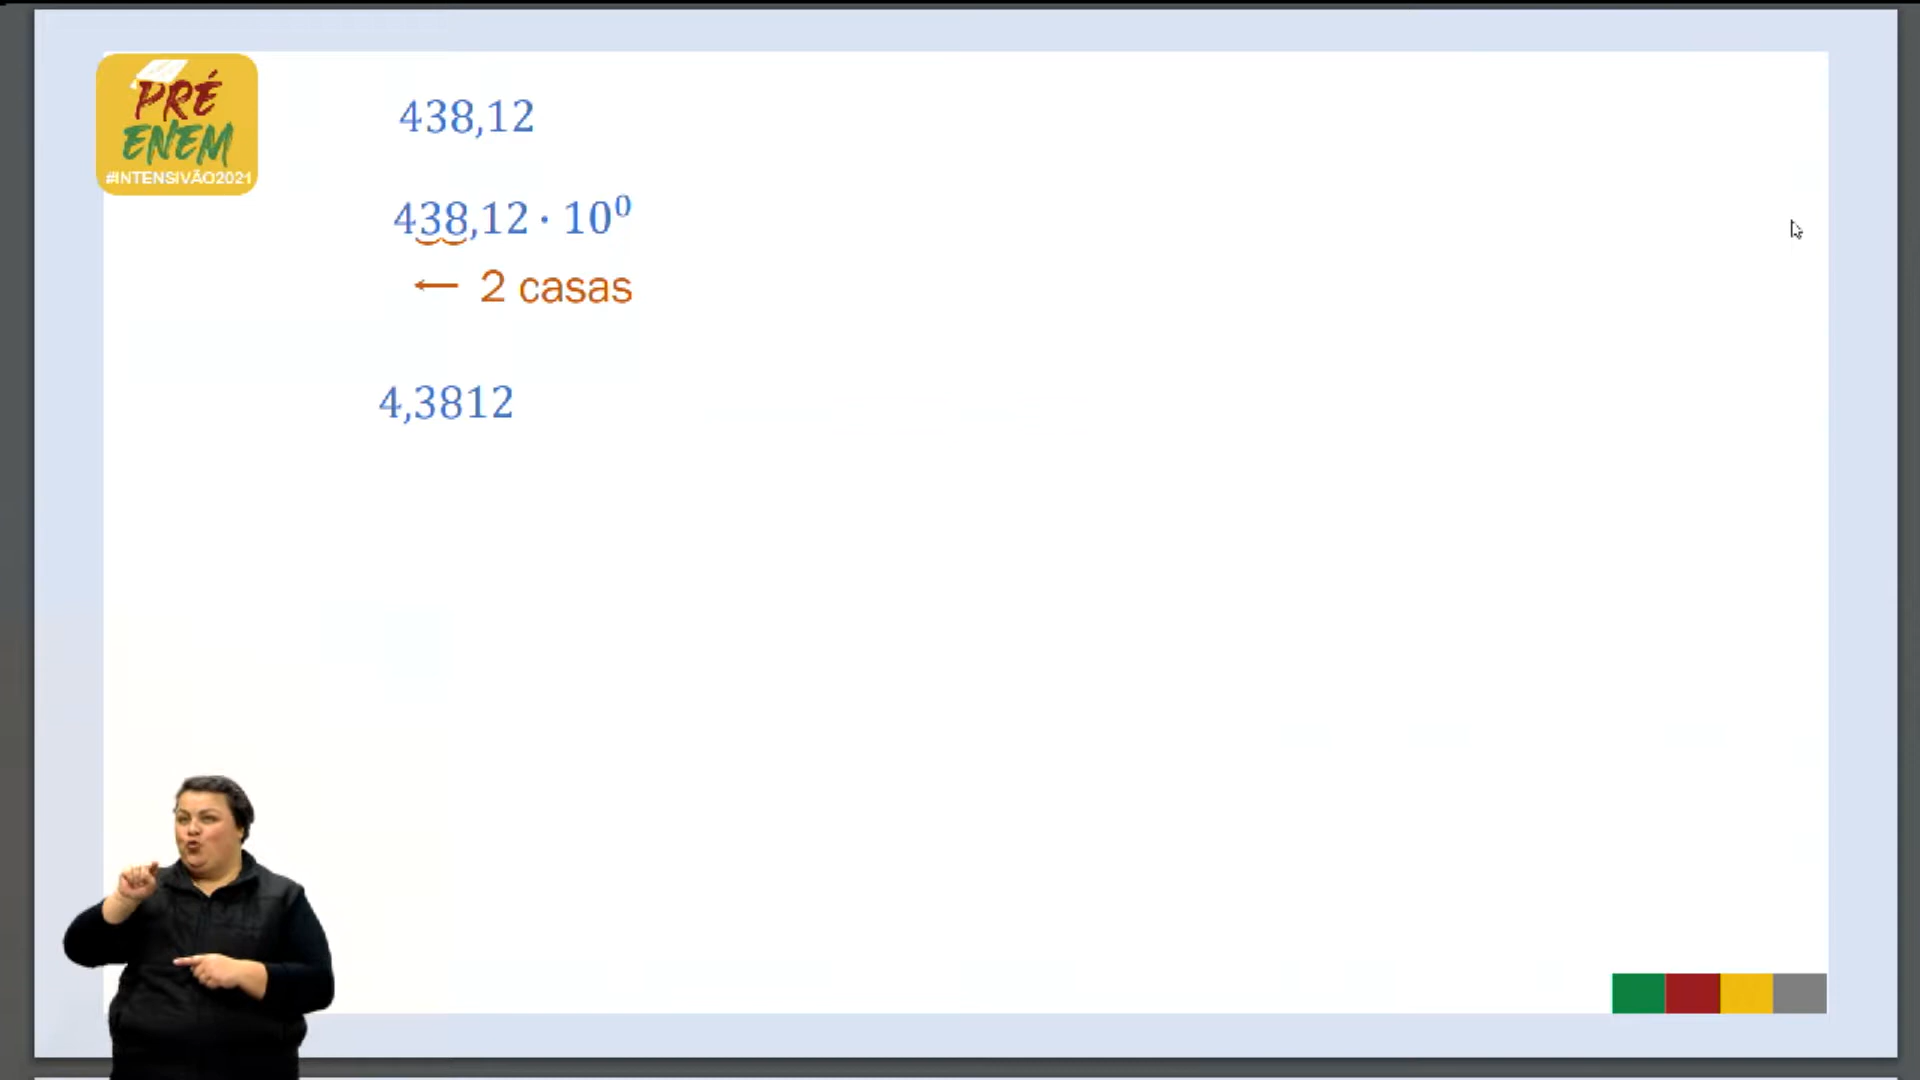 PRÉ
ENEM
#INTENSIVÃO2021
438,12
438,12 · 10⁰
← 2 casas
4,3812